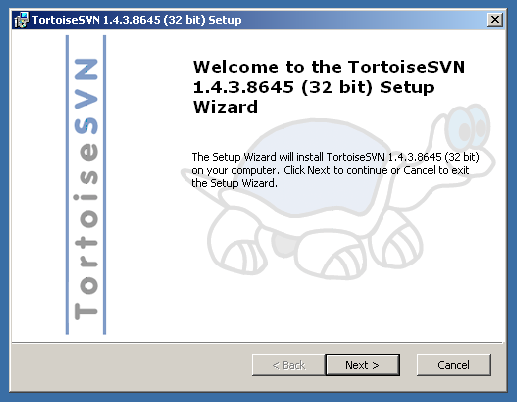 TortoiseSVN 1.4.3.8645 (32 bit) Setup
TortoiseSVN
Welcome to the TortoiseSVN
1.4.3.8645 (32 bit) Setup
Wizard
The Setup Wizard will install TortoiseSVN 1.4.3.8645 (32 bit)
on your computer. Click Next to continue or Cancel to exit
the Setup Wizard.
< Back
Next >
Cancel